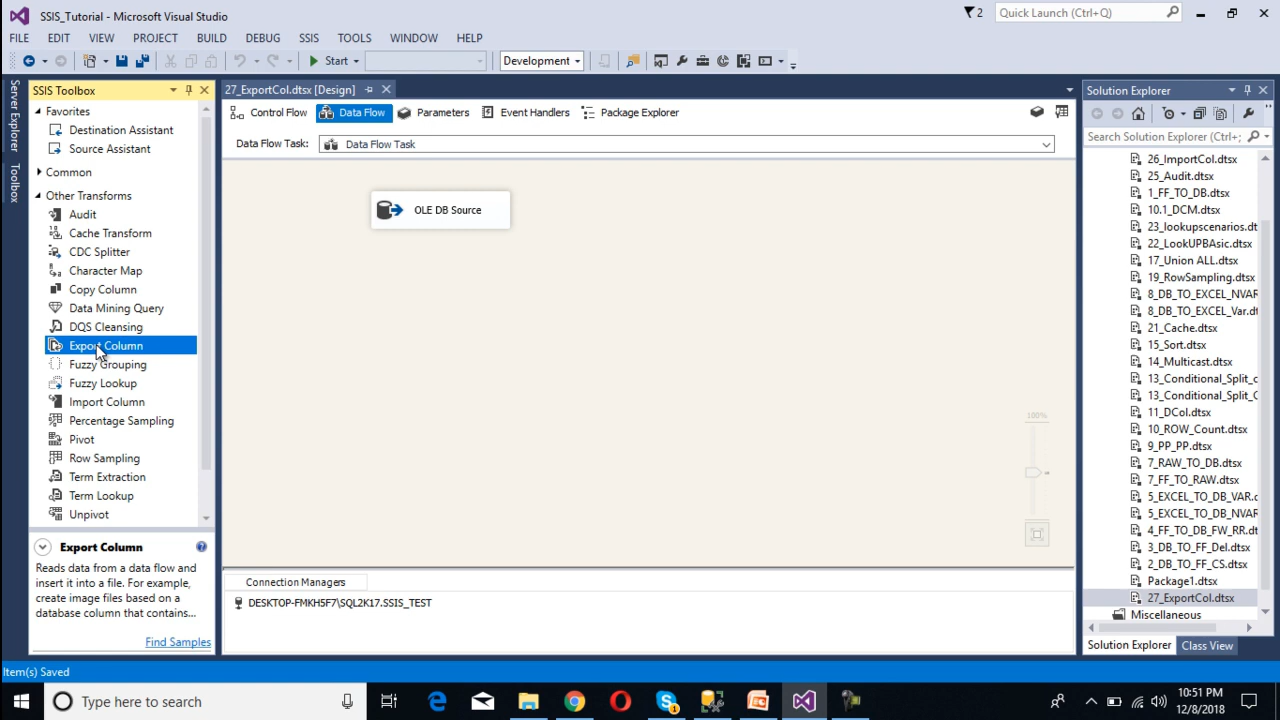 SSIS_Tutorial - Microsoft Visual Studio
2
Quick Launch (Ctrl+Q)
FILE EDIT VIEW PROJECT BUILD DEBUG SSIS TOOLS WINDOW HELP
Start
Development
Server Explorer
Toolbox
SSIS Toolbox
Favorites
Destination Assistant
Source Assistant
Common
Other Transforms
Audit
Cache Transform
CDC Splitter
Character Map
Copy Column
Data Mining Query
DQS Cleansing
Export Column
Fuzzy Grouping
Fuzzy Lookup
Import Column
Percentage Sampling
Pivot
Row Sampling
Term Extraction
Term Lookup
Unpivot
Export Column
Reads data from a data flow and
insert it into a file. For example,
create image files based on a
database column that contains...
Find Samples
27_ExportCol.dtsx [Design]
Control Flow Data Flow Parameters Event Handlers Package Explorer
Data Flow Task: Data Flow Task
OLE DB Source
100%
Connection Managers
DESKTOP-FMKH5F7\SQL2K17.SSIS_TEST
Solution Explorer
Search Solution Explorer (Ctrl+;
26_ImportCol.dtsx
25_Audit.dtsx
1_FF_TO_DB.dtsx
10.1_DCM.dtsx
23_lookupscenarios.dt
22_LookUPBAsic.dtsx
17_Union ALL.dtsx
19_RowSampling.dtsx
8_DB_TO_EXCEL_NVAR
8_DB_TO_EXCEL_Var.dt
21_Cache.dtsx
15_Sort.dtsx
14_Multicast.dtsx
13_Conditional_Split_c
13_Conditional_Split_C
11_DCol.dtsx
10_ROW_Count.dtsx
9_PP_PP.dtsx
7_RAW_TO_DB.dtsx
7_FF_TO_RAW.dtsx
5_EXCEL_TO_DB_VAR.d
5_EXCEL_TO_DB_NVAR
4_FF_TO_DB_FW_RR.dt
3_DB_TO_FF_Del.dtsx
2_DB_TO_FF_CS.dtsx
Package1.dtsx
27_ExportCol.dtsx
Miscellaneous
Solution Explorer Class View
Item(s) Saved
Type here to search
10:51 PM
12/8/2018